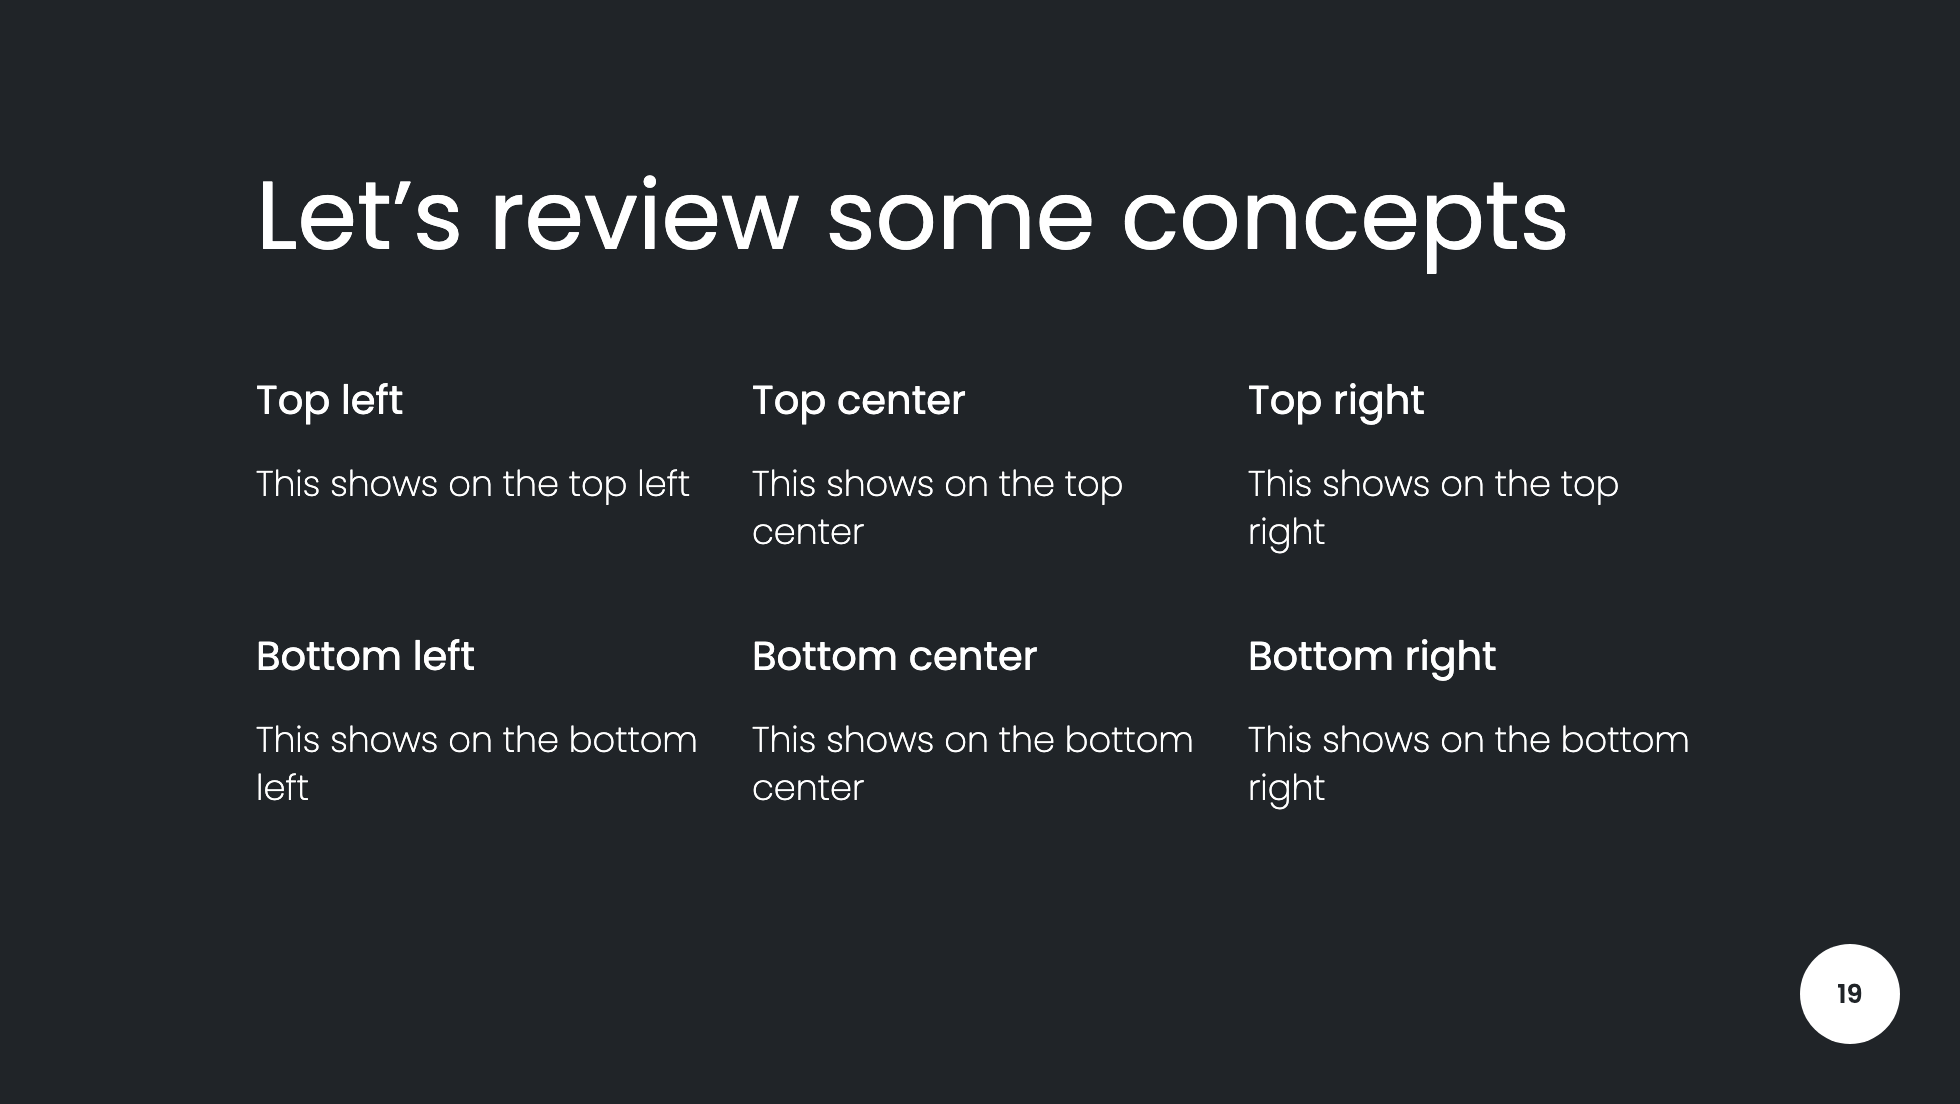 Let’s review some concepts
Top left
This shows on the top left
Top center
This shows on the top
center
Top right
This shows on the top
right
Bottom left
This shows on the bottom
left
Bottom center
This shows on the bottom
center
Bottom right
This shows on the bottom
right
19